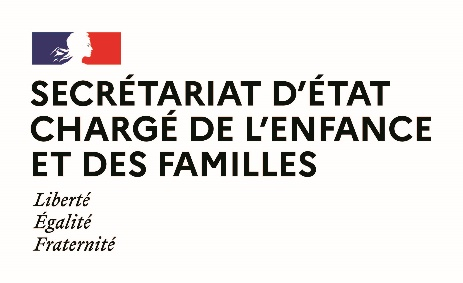 SECRÉTARIAT D’ÉTAT
CHARGÉ DE L’ENFANCE
ET DES FAMILLES
Liberté
Égalité
Fraternité